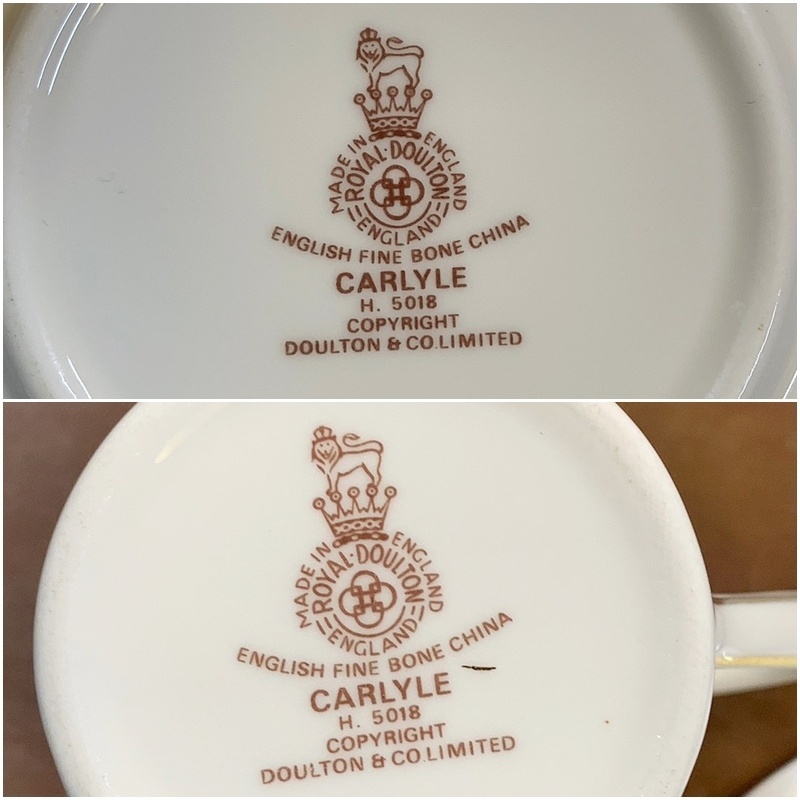 MADE IN ENGLAND
ROYAL·DOULTON
=ENGLAND=
ENGLISH FINE BONE CHINA
CARLYLE
H. 5018
COPYRIGHT
DOULTON & CO.LIMITED
MADE IN ENGLAND
ROYAL·DOULTON
=ENGLAND=
ENGLISH FINE BONE CHINA
CARLYLE
H. 5018
COPYRIGHT
DOULTON & CO.LIMITED